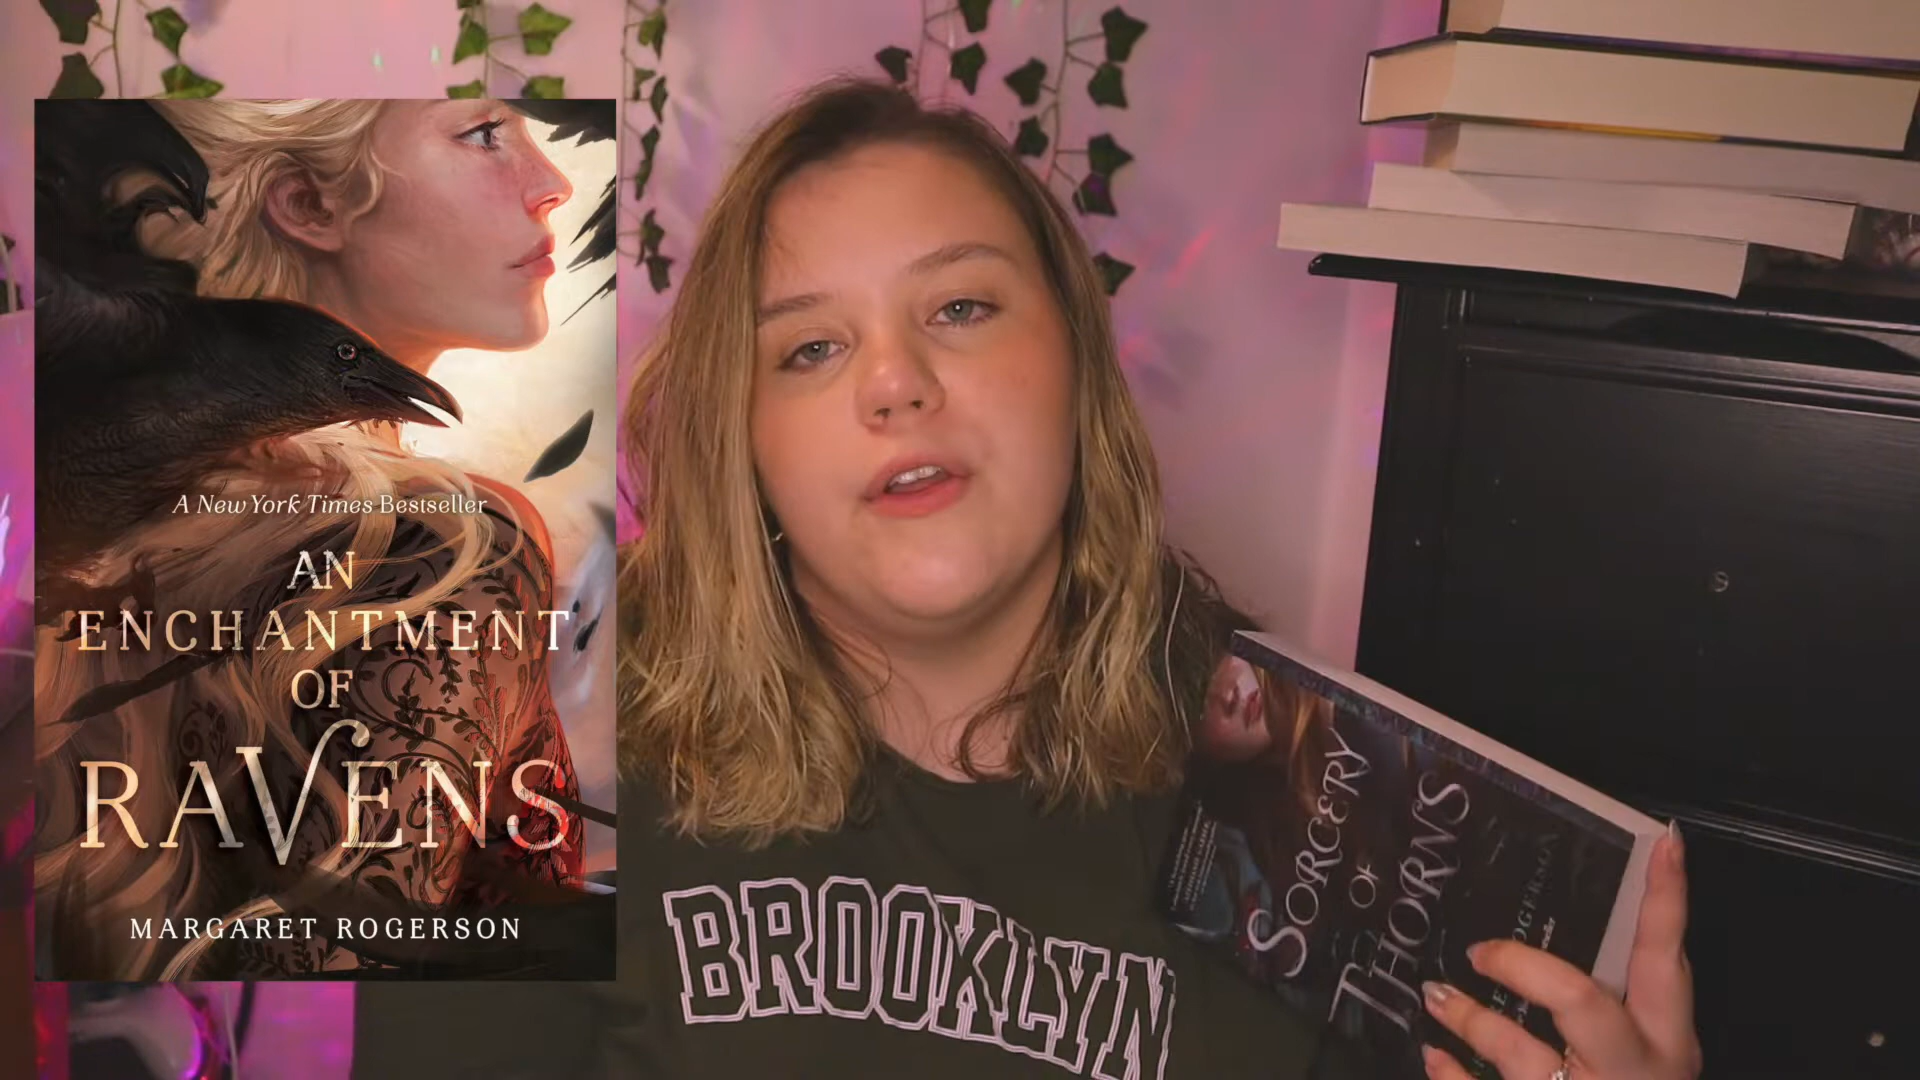 A New York Times Bestseller
AN
ENCHANTMENT
OF
RAVENS
MARGARET ROGERSON
BROOKLYN
SORCERY
OF
THORNS